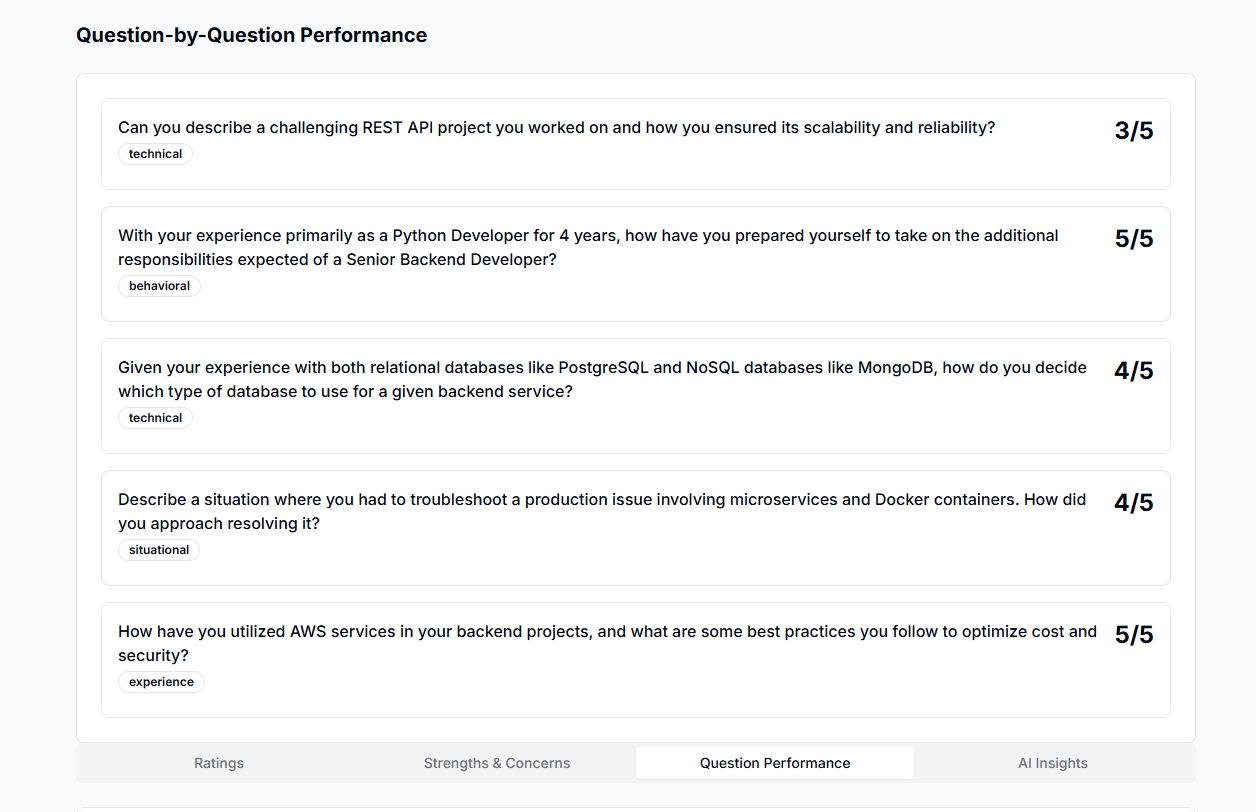 Question-by-Question Performance
Can you describe a challenging REST API project you worked on and how you ensured its scalability and reliability?
3/5
technical
With your experience primarily as a Python Developer for 4 years, how have you prepared yourself to take on the additional
responsibilities expected of a Senior Backend Developer?
5/5
behavioral
Given your experience with both relational databases like PostgreSQL and NoSQL databases like MongoDB, how do you decide
which type of database to use for a given backend service?
4/5
technical
Describe a situation where you had to troubleshoot a production issue involving microservices and Docker containers. How did
you approach resolving it?
4/5
situational
How have you utilized AWS services in your backend projects, and what are some best practices you follow to optimize cost and
security?
5/5
experience
Ratings
Strengths & Concerns
Question Performance
AI Insights